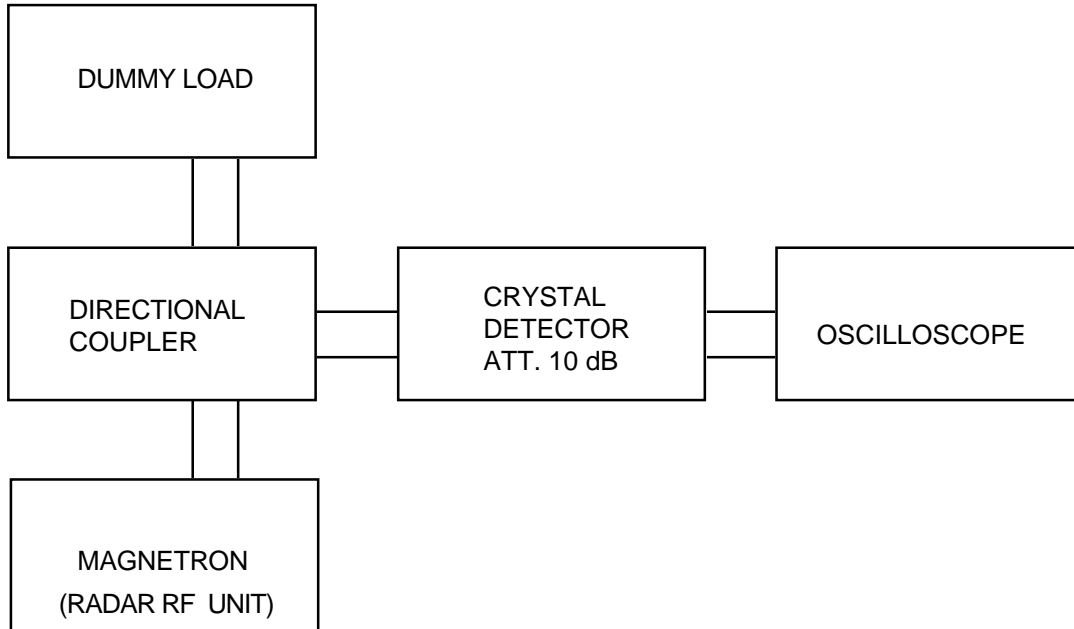 DUMMY LOAD
DIRECTIONAL
COUPLER
CRYSTAL
DETECTOR
ATT. 10 dB
OSCILLOSCOPE
MAGNETRON
(RADAR RF UNIT)